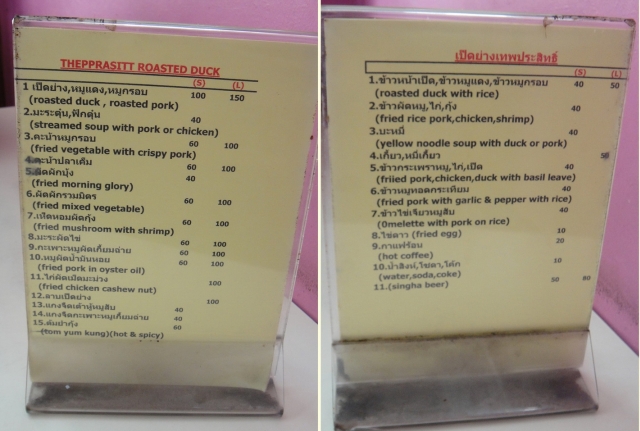 THEPPRASITT ROASTED DUCK
(S) (L)
1 เป็ดย่าง,หมูแดง,หมูกรอบ 100 150
(roasted duck , roasted pork)
2.มะระตุ๋น,ฟักตุ๋น 40
(streamed soup with pork or chicken)
3.คะน้าหมูกรอบ 60 100
(fried vegetable with crispy pork)
4.คะน้าปลาเค็ม 60 100
5.ผัดผักบุ้ง 40
(fried morning glory)
6.ผัดผักรวมมิตร 60 100
(fried mixed vegetable)
7.เห็ดหอมผัดกุ้ง 60 100
(fried mushroom with shrimp)
8.มะระผัดไข่ 60 100
9.กะเพาะหมูผัดเกี้ยมฉ่าย 60 100
10.หมูผัดน้ำมันหอย 60 100
(fried pork in oyster oil)
11.ไก่ผัดเม็ดมะม่วง 100
(fried chicken cashew nut)
12.ลาบเป็ดย่าง 100
13.แกงจืดเต้าหู้หมูสับ 40
14.แกงจืดกะเพาะหมูเกี้ยมฉ่าย 40
15.ต้มยำกุ้ง 60
(tom yum kung)(hot & spicy)
เป็ดย่างเทพประสิทธิ์
(S) (L)
1.ข้าวหน้าเป็ด,ข้าวหมูแดง,ข้าวหมูกรอบ 40 50
(roasted duck with rice)
2.ข้าวผัดหมู,ไก่,กุ้ง 40
(fried rice pork,chicken,shrimp)
3.บะหมี่ 40
(yellow noodle soup with duck or pork)
4.เกี๊ยว,หมี่เกี๊ยว 50
5.ข้าวกระเพราหมู,ไก่,เป็ด 40
(friied pork,chicken,duck with basil leave)
6.ข้าวหมูทอดกระเทียม 40
(fried pork with garlic & pepper with rice)
7.ข้าวไข่เจียวหมูสับ 40
(0melette with pork on rice)
8.ไข่ดาว (fried egg) 10
9.กาแฟร้อน 20
(hot coffee)
10.น้ำสิงห์,โซดา,โค้ก 10
(water,soda,coke)
11.(singha beer) 50 80